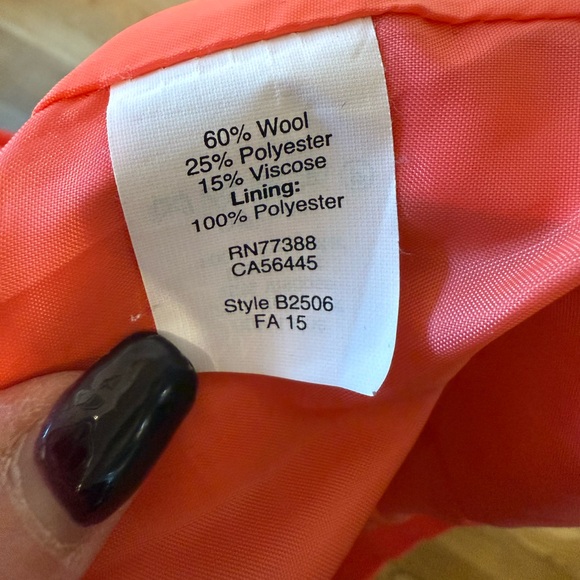 60% Wool
25% Polyester
15% Viscose
Lining:
100% Polyester
RN77388
CA56445
Style B2506
FA 15